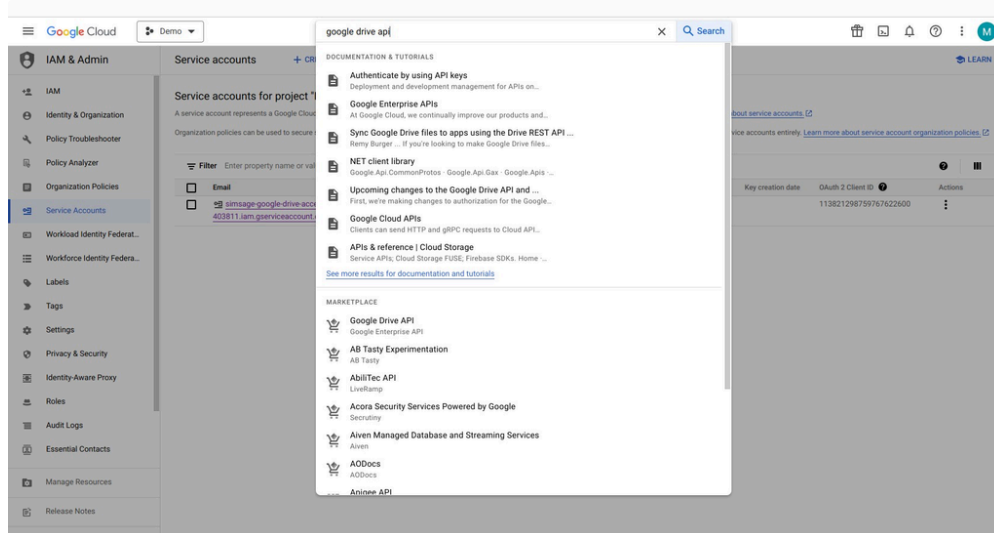 Google Cloud
Demo
google drive api
Search
M
IAM & Admin
Service accounts
LEARN
IAM
Identity & Organization
Policy Troubleshooter
Policy Analyzer
Organization Policies
Service Accounts
Workload Identity Federat...
Workforce Identity Federa...
Labels
Tags
Settings
Privacy & Security
Identity-Aware Proxy
Roles
Audit Logs
Essential Contacts
Manage Resources
Release Notes
Service accounts for project "
A service account represents a Google Cloud
about service accounts.
Organization policies can be used to secure
vice accounts entirely. Learn more about service account organization policies.
Filter Enter property name or val
Email
Key creation date
OAuth 2 Client ID
Actions
simsage-google-drive-acce
403811.iam.gserviceaccount.
113821298759767622600
DOCUMENTATION & TUTORIALS
Authenticate by using API keys
Deployment and development management for APIs on...
Google Enterprise APIs
At Google Cloud, we continually improve our products and...
Sync Google Drive files to apps using the Drive REST API ...
Remy Burger ... If you're looking to make Google Drive files...
NET client library
Google.Api.CommonProtos · Google.Api.Gax · Google.Apis ·...
Upcoming changes to the Google Drive API and ...
First, we're making changes to authorization for the Google...
Google Cloud APIs
Clients can send HTTP and gRPC requests to Cloud API...
APIs & reference | Cloud Storage
Service APIs; Cloud Storage FUSE; Firebase SDKs. Home ·...
See more results for documentation and tutorials
MARKETPLACE
Google Drive API
Google Enterprise API
AB Tasty Experimentation
AB Tasty
AbiliTec API
LiveRamp
Acora Security Services Powered by Google
Secrutiny
Aiven Managed Database and Streaming Services
Aiven
AODocs
AODocs
Apigee API